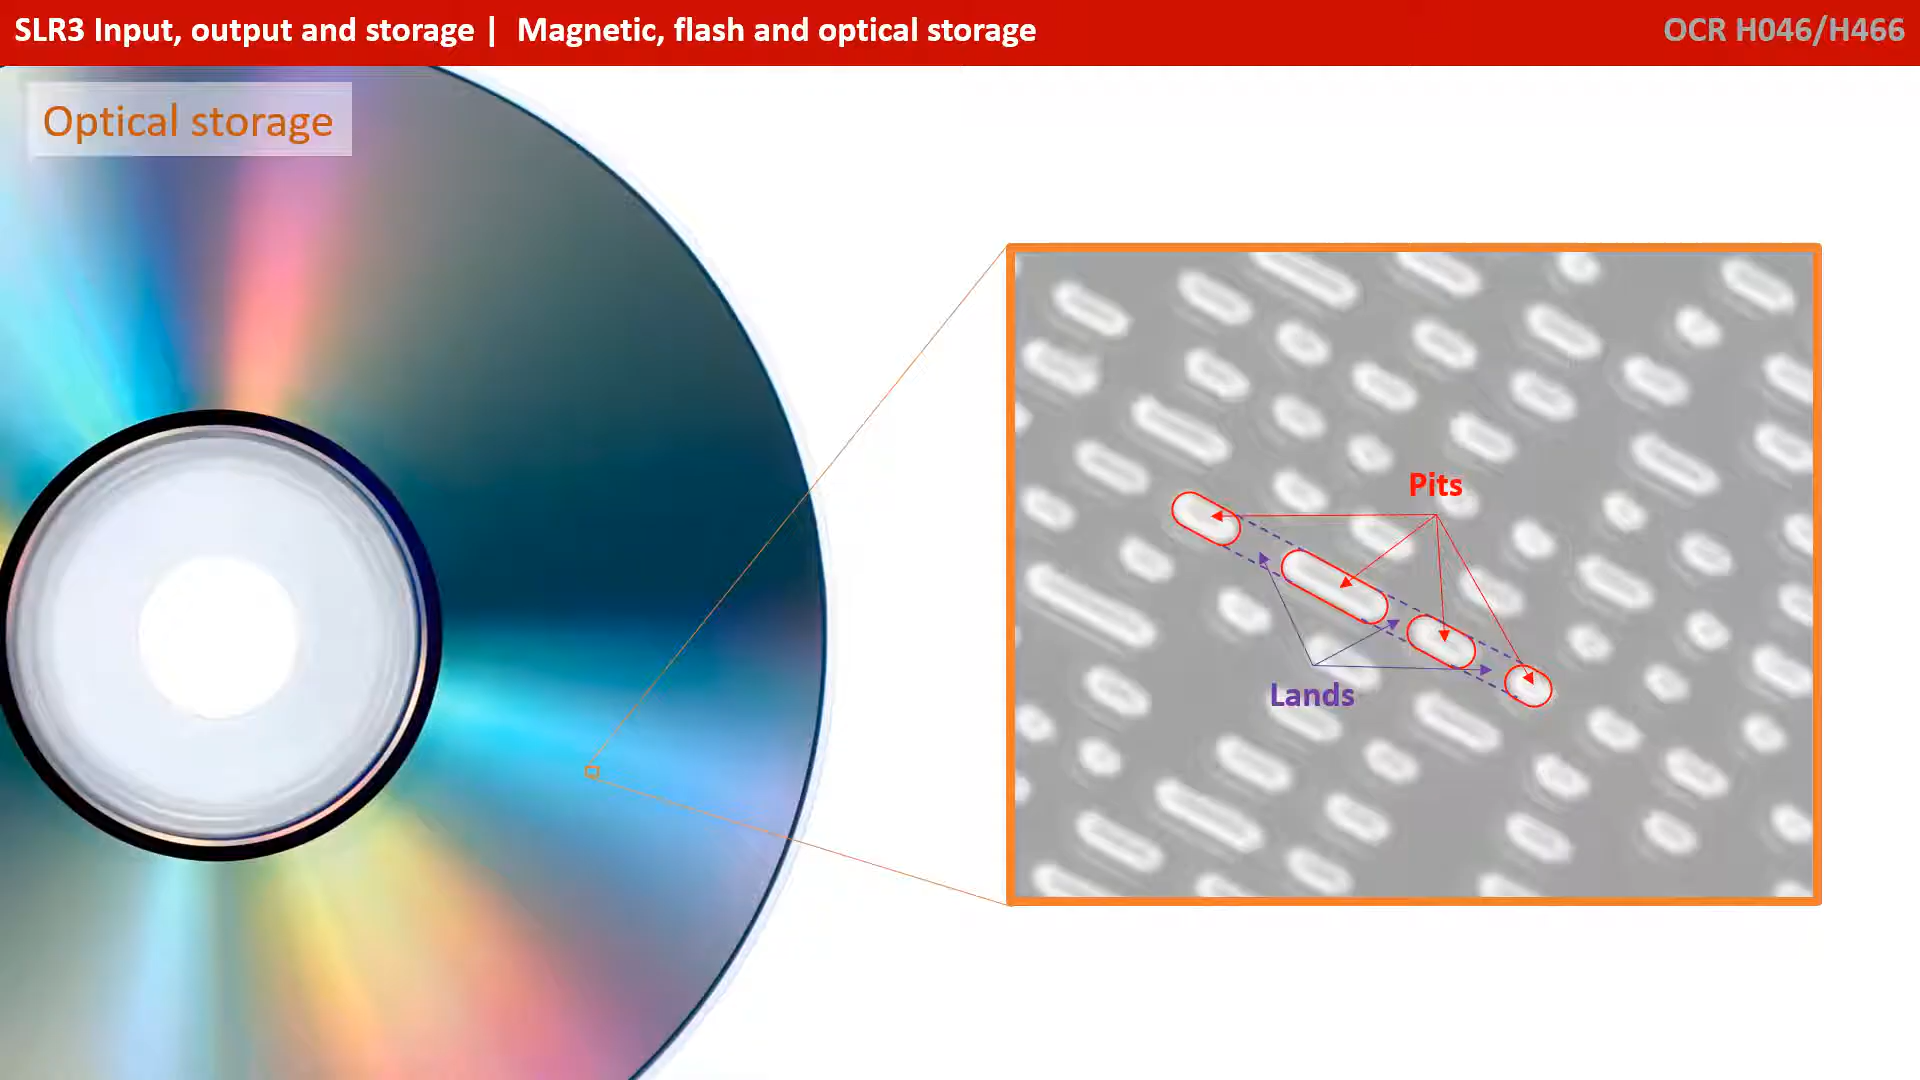 SLR3 Input, output and storage | Magnetic, flash and optical storage
OCR H046/H466
Optical storage
Pits
Lands